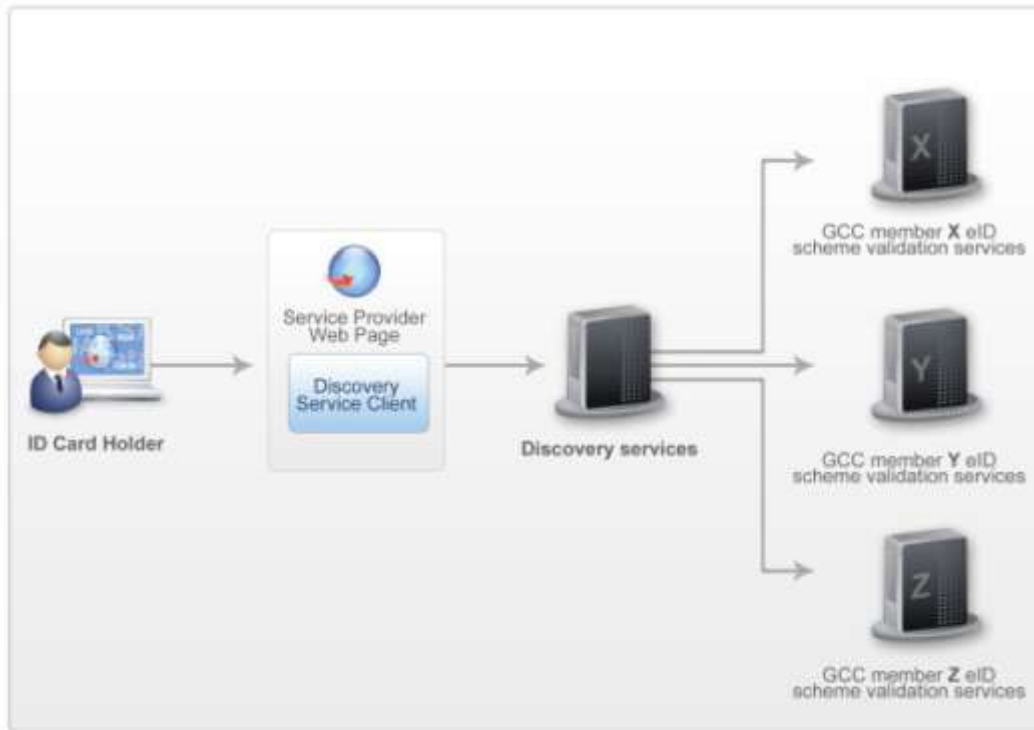 X
GCC member X eID
scheme validation services
Service Provider
Web Page
Discovery
Service Client
ID Card Holder
Discovery services
Y
GCC member Y eID
scheme validation services
Z
GCC member Z eID
scheme validation services